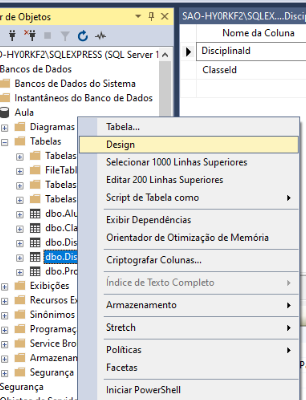 r de Objetos
SAO-HY0RKF2\SQLEX....Disciplin
Nome da Coluna
DisciplinaId
ClasseId
O-HY0RKF2\SQLEXPRESS (SQL Server 1
Bancos de Dados
Bancos de Dados do Sistema
Instantâneos do Banco de Dados
Aula
Diagramas
Tabelas
Tabelas
FileTabl
Tabelas
Tabelas
dbo.Alu
dbo.Cla
dbo.Dis
dbo.Dis
dbo.Pro
Exibições
Recursos Ex
Sinônimos
Programaç
Service Bro
Armazenan
Segurança
Segurança
Tabela...
Design
Selecionar 1000 Linhas Superiores
Editar 200 Linhas Superiores
Script de Tabela como
Exibir Dependências
Orientador de Otimização de Memória
Criptografar Colunas...
Índice de Texto Completo
Armazenamento
Stretch
Políticas
Facetas
Iniciar PowerShell